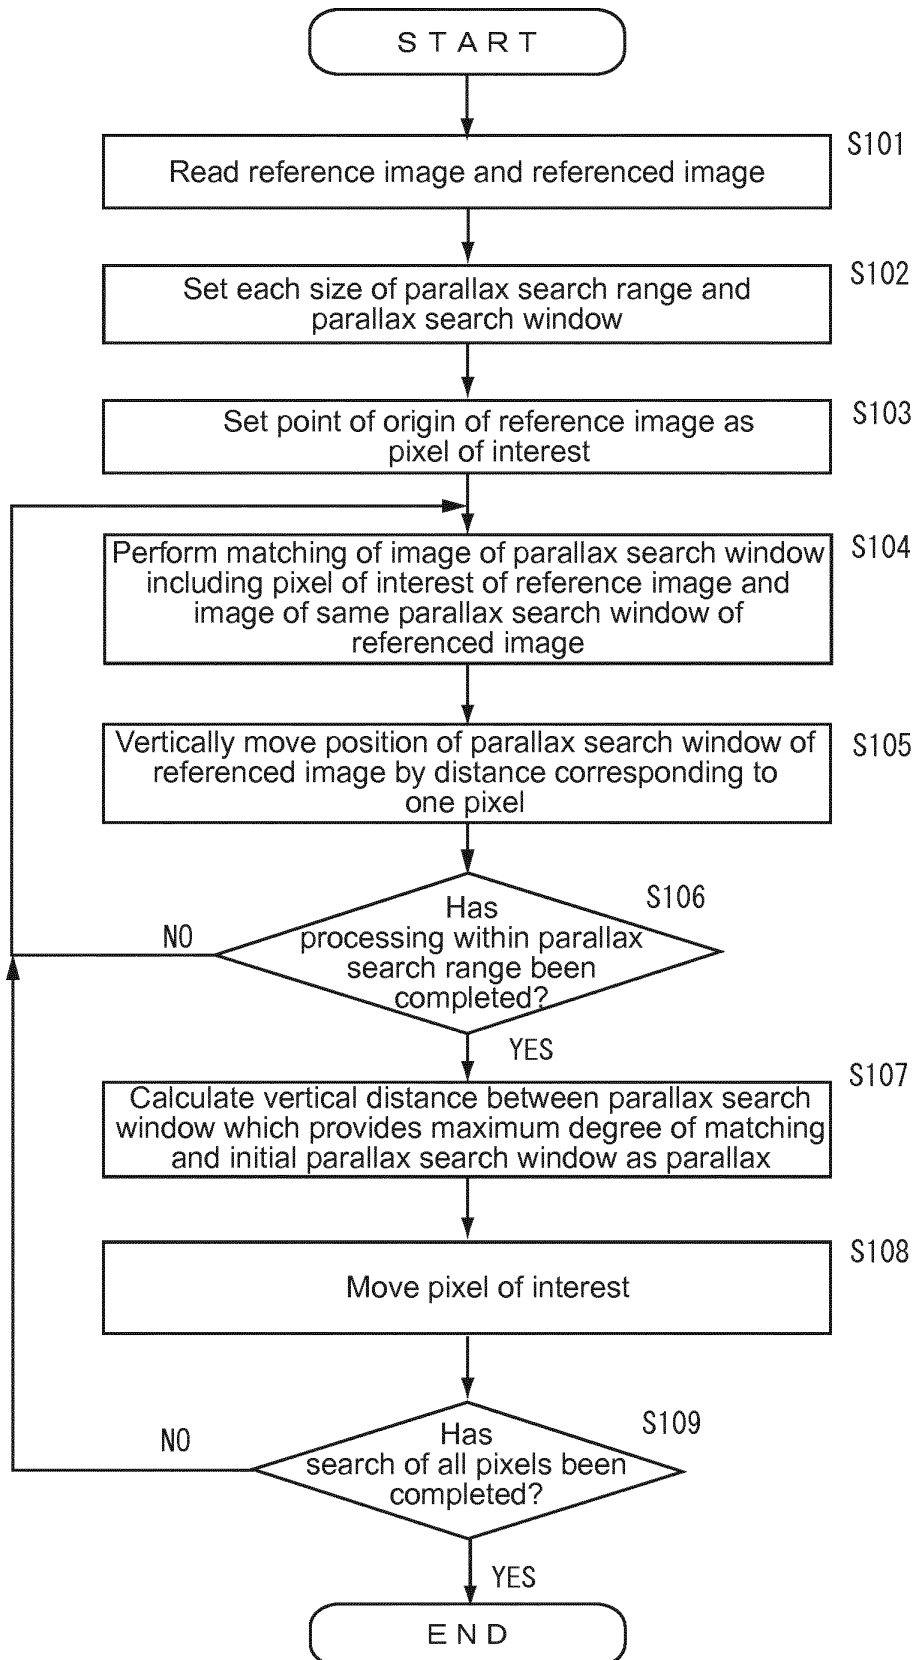 START
S101
Read reference image and referenced image
S102
Set each size of parallax search range and
parallax search window
S103
Set point of origin of reference image as
pixel of interest
S104
Perform matching of image of parallax search window
including pixel of interest of reference image and
image of same parallax search window of
referenced image
S105
Vertically move position of parallax search window of
referenced image by distance corresponding to
one pixel
S106
Has
processing within parallax
search range been
completed?
NO
YES
S107
Calculate vertical distance between parallax search
window which provides maximum degree of matching
and initial parallax search window as parallax
S108
Move pixel of interest
S109
Has
search of all pixels been
completed?
NO
YES
END